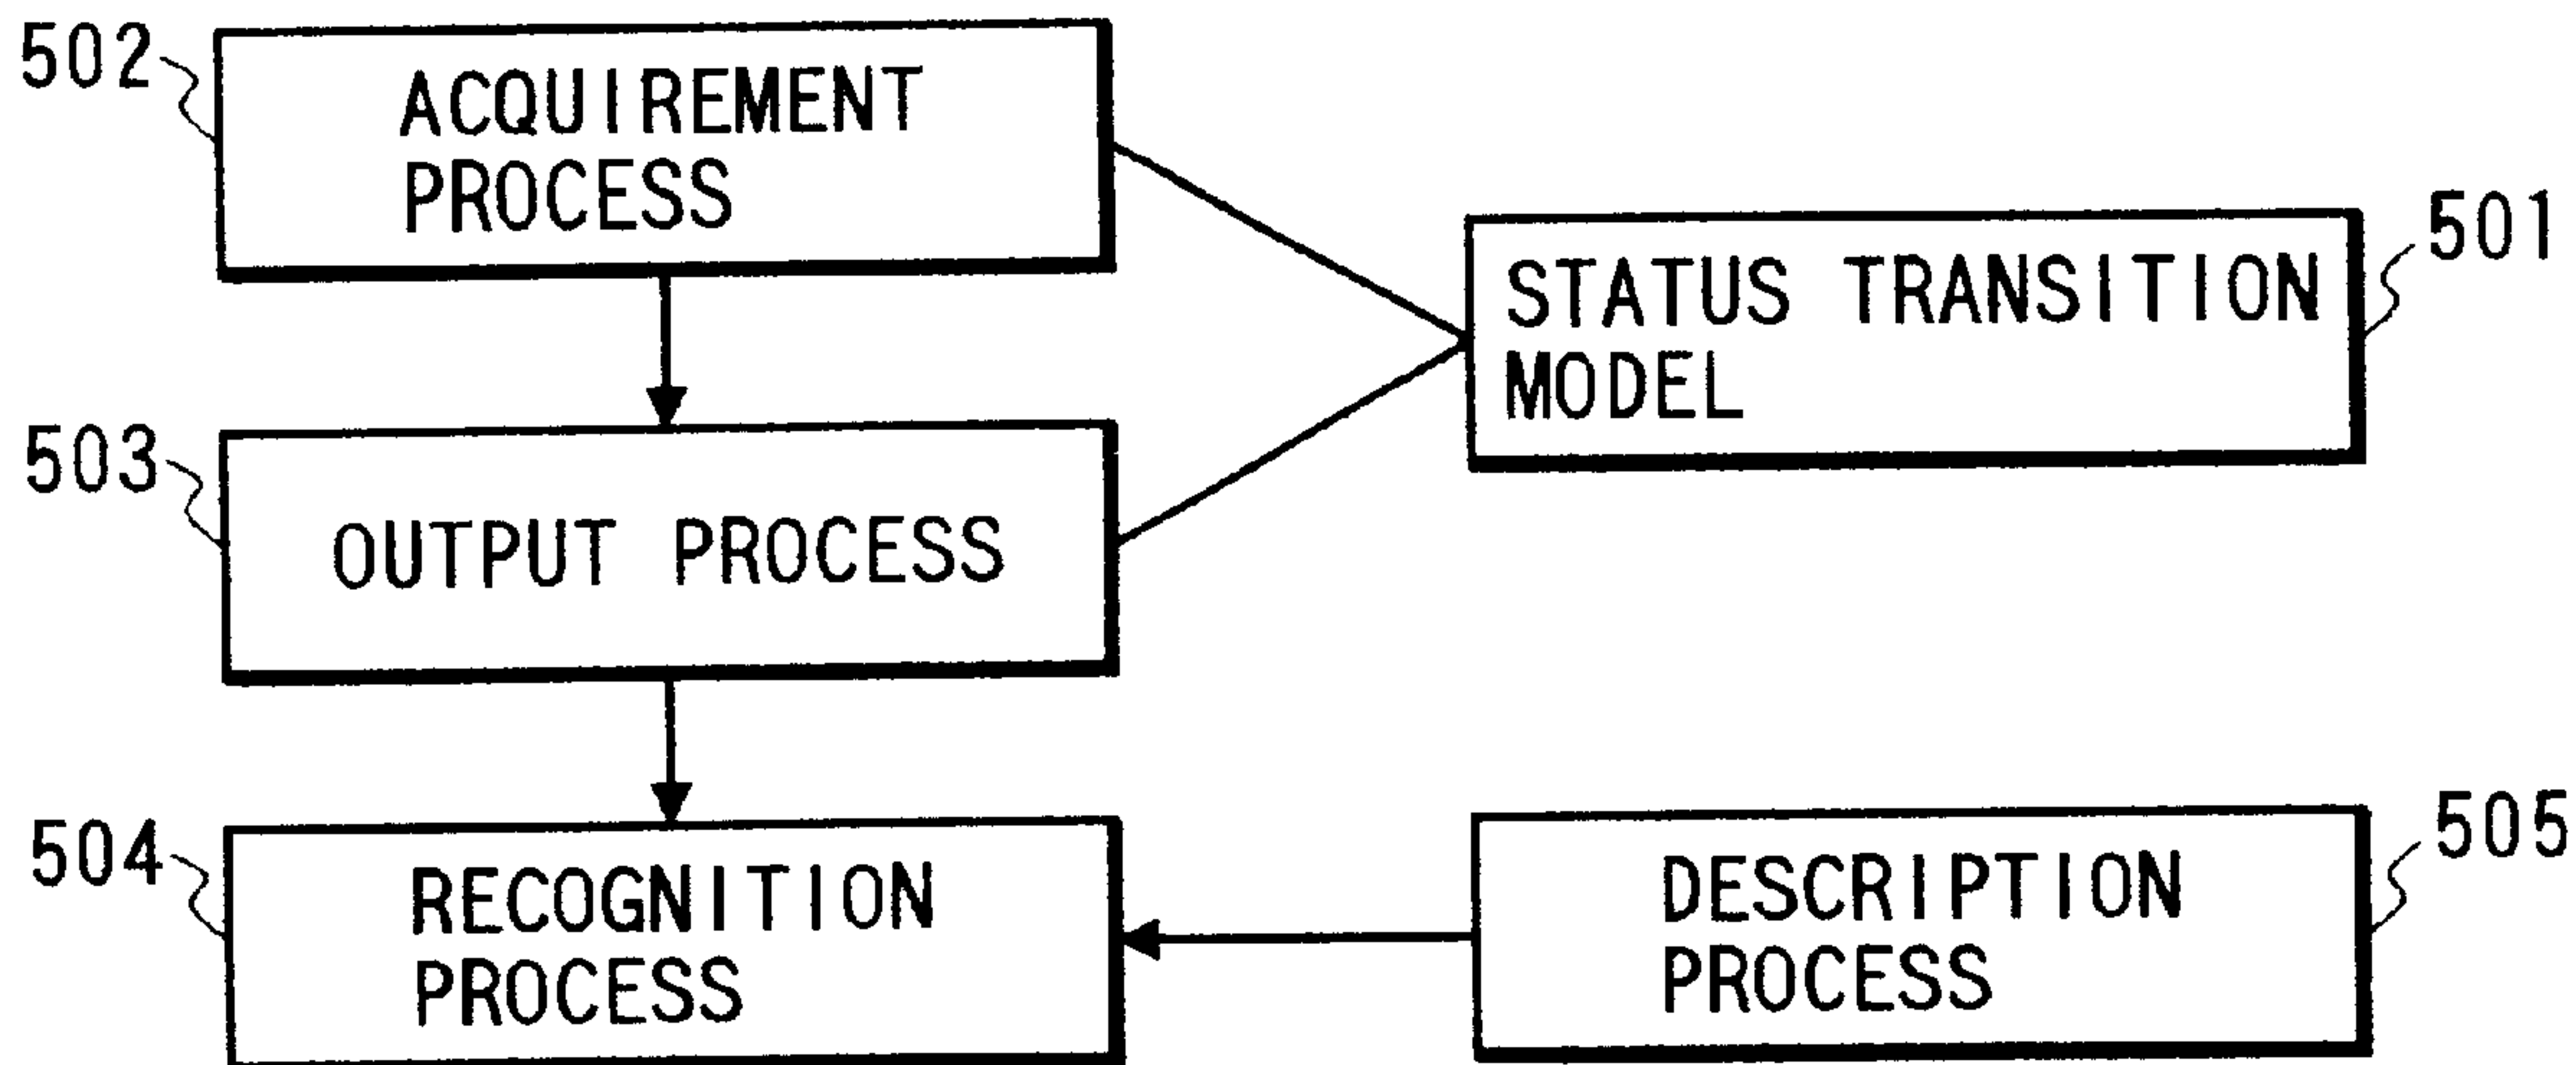 502
ACQUIREMENT
PROCESS
501
STATUS TRANSITION
MODEL
503
OUTPUT PROCESS
504
RECOGNITION
PROCESS
505
DESCRIPTION
PROCESS